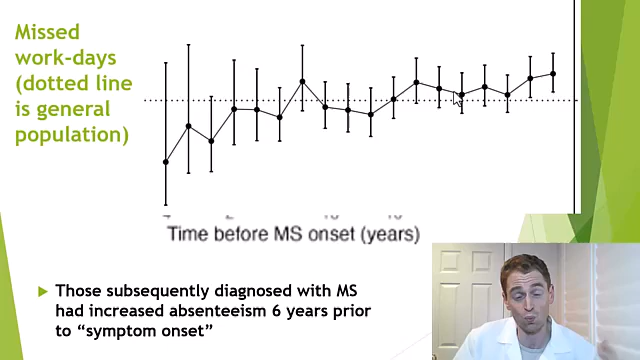 Missed
work-days
(dotted line
is general
population)
Time before MS onset (years)
Those subsequently diagnosed with MS
had increased absenteeism 6 years prior
to “symptom onset”